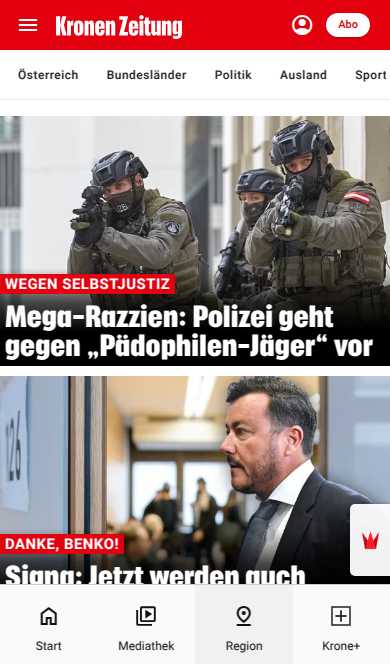 Kronen Zeitung
Abo
Österreich Bundesländer Politik Ausland Sport
WEGEN SELBSTJUSTIZ
Mega-Razzien: Polizei geht
gegen „Pädophilen-Jäger“ vor
126
DANKE, BENKO!
Signa: Jetzt werden auch
Start Mediathek Region Krone+